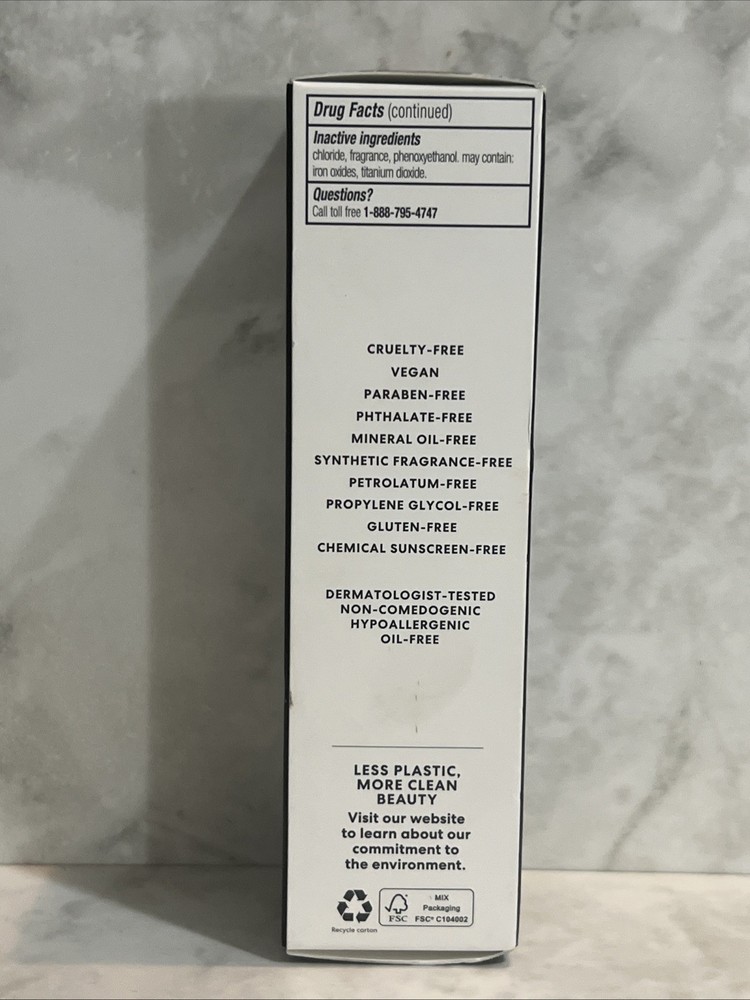 Drug Facts (continued)
Inactive ingredients
chloride, fragrance, phenoxyethanol. may contain:
iron oxides, titanium dioxide.
Questions?
Call toll free 1-888-795-4747
CRUELTY-FREE
VEGAN
PARABEN-FREE
PHTHALATE-FREE
MINERAL OIL-FREE
SYNTHETIC FRAGRANCE-FREE
PETROLATUM-FREE
PROPYLENE GLYCOL-FREE
GLUTEN-FREE
CHEMICAL SUNSCREEN-FREE
DERMATOLOGIST-TESTED
NON-COMEDOGENIC
HYPOALLERGENIC
OIL-FREE
LESS PLASTIC,
MORE CLEAN
BEAUTY
Visit our website
to learn about our
commitment to
the environment.
Recycle carton
FSC
MIX
Packaging
FSC® C104002